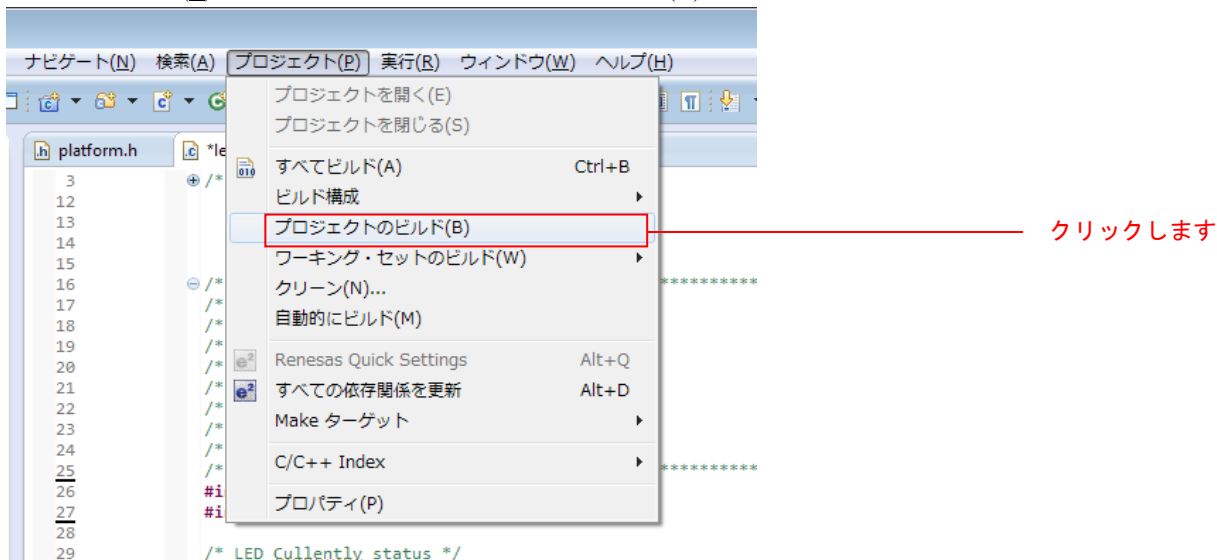 ナビゲート(N) 検索(A) プロジェクト(P) 実行(R) ウィンドウ(W) ヘルプ(H)
プロジェクトを開く(E)
プロジェクトを閉じる(S)
platform.h *le
すべてビルド(A) Ctrl+B
ビルド構成
プロジェクトのビルド(B)
クリックします
ワーキング・セットのビルド(W)
クリーン(N)...
自動的にビルド(M)
Renesas Quick Settings Alt+Q
すべての依存関係を更新 Alt+D
Make ターゲット
C/C++ Index
プロパティ(P)
3 /*
12
13
14
15
16 /* **********
17 /*
18 /*
19 /*
20 /*
21 /*
22 /*
23 /*
24 /*
25 /* **********
26 #i
27 #i
28
29 /* LED Cullently status */